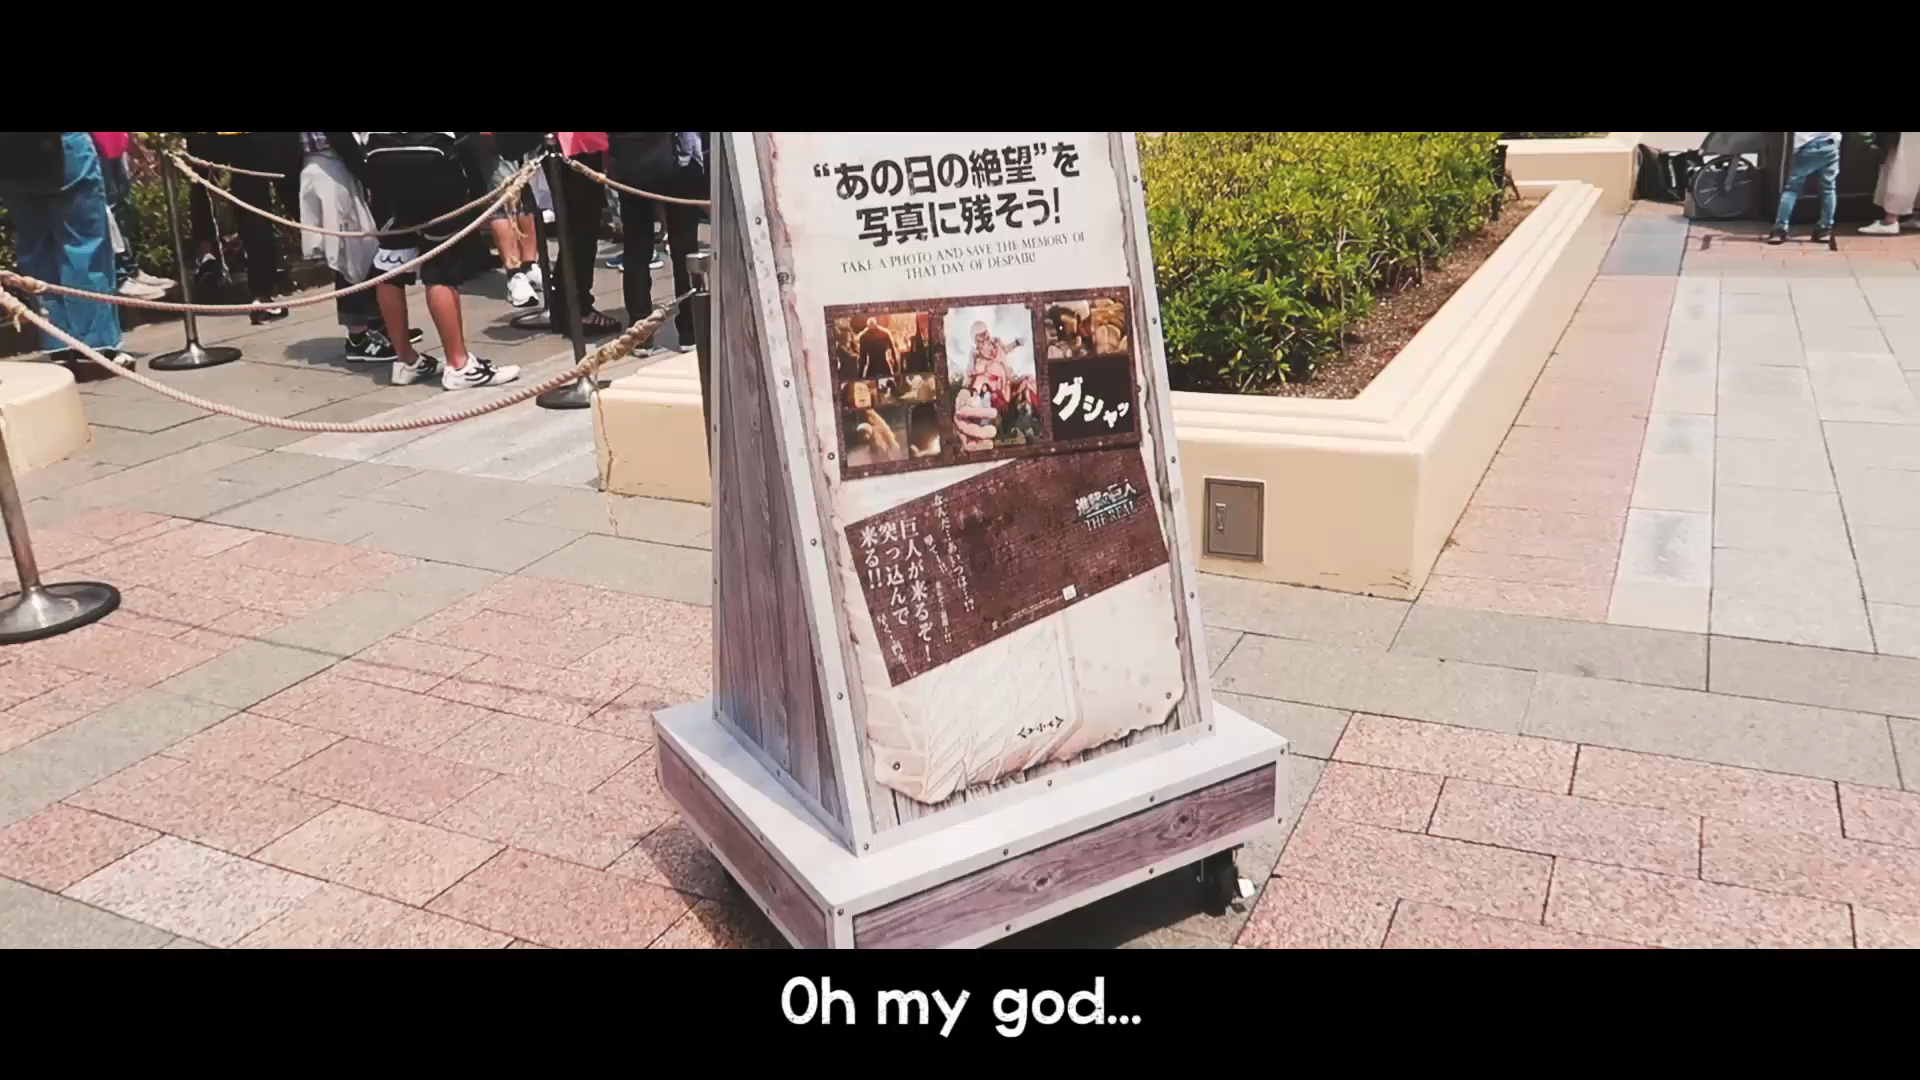 “あの日の絶望”を
写真に残そう!
TAKE A PHOTO AND SAVE THE MEMORY OF
THAT DAY OF DESPAIR!
グシャッ
進撃の巨人
THE REAL
巨人が来るぞ!
突っ込んで
来る!!
Oh my god...